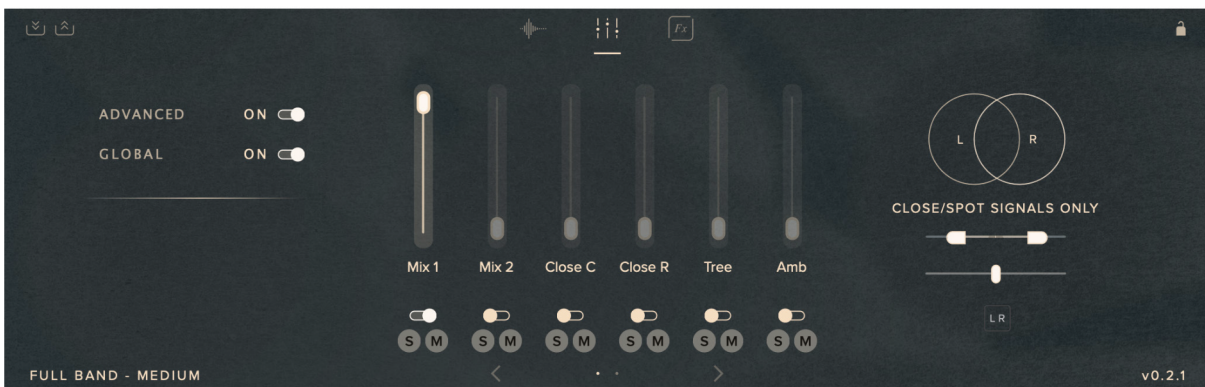 Fx
ADVANCED ON
GLOBAL ON
L R
CLOSE/SPOT SIGNALS ONLY
Mix 1 Mix 2 Close C Close R Tree Amb
S M S M S M S M S M S M
LR
FULL BAND - MEDIUM
v0.2.1